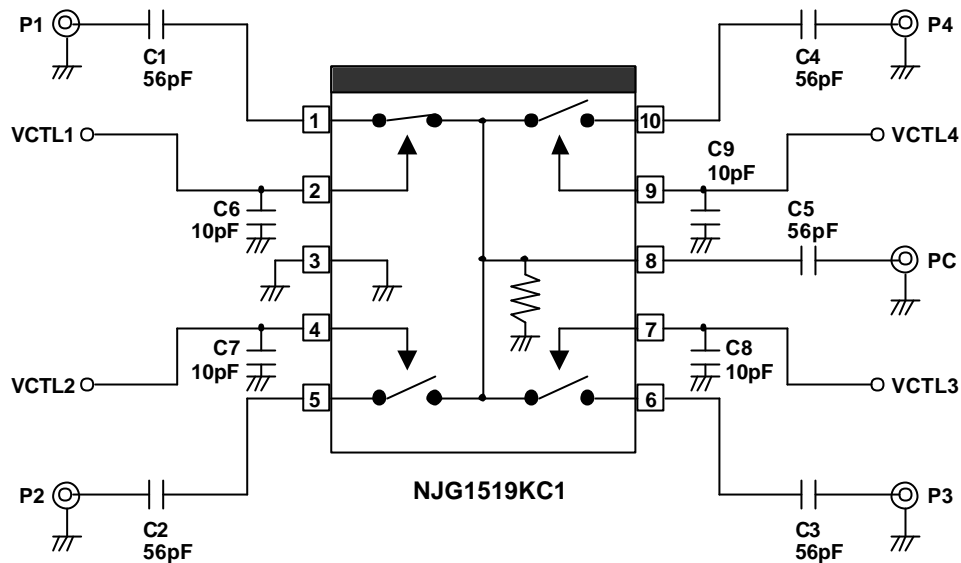 P1
C1
56pF
C4
56pF
P4
VCTL1
1
10
VCTL4
C9
10pF
2
9
C6
10pF
C5
56pF
3
8
PC
4
7
C7
10pF
C8
10pF
VCTL2
5
6
VCTL3
P2
NJG1519KC1
P3
C2
56pF
C3
56pF